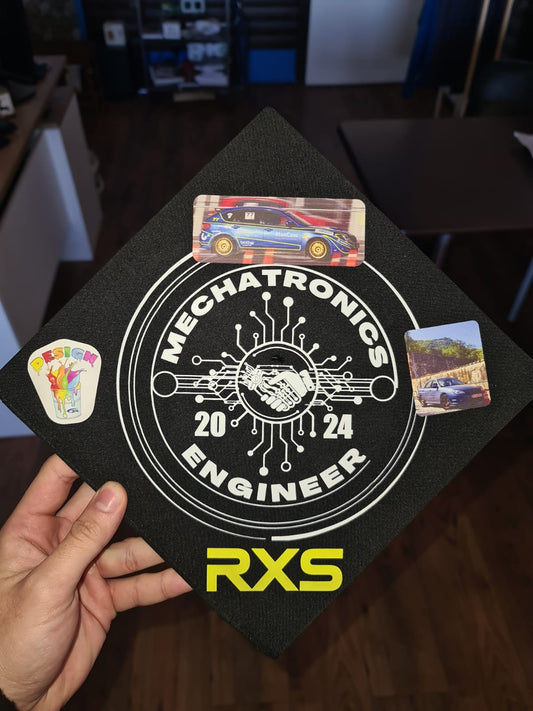 MECHATRONICS
DESIGN
20 24
ENGINEER
RXS